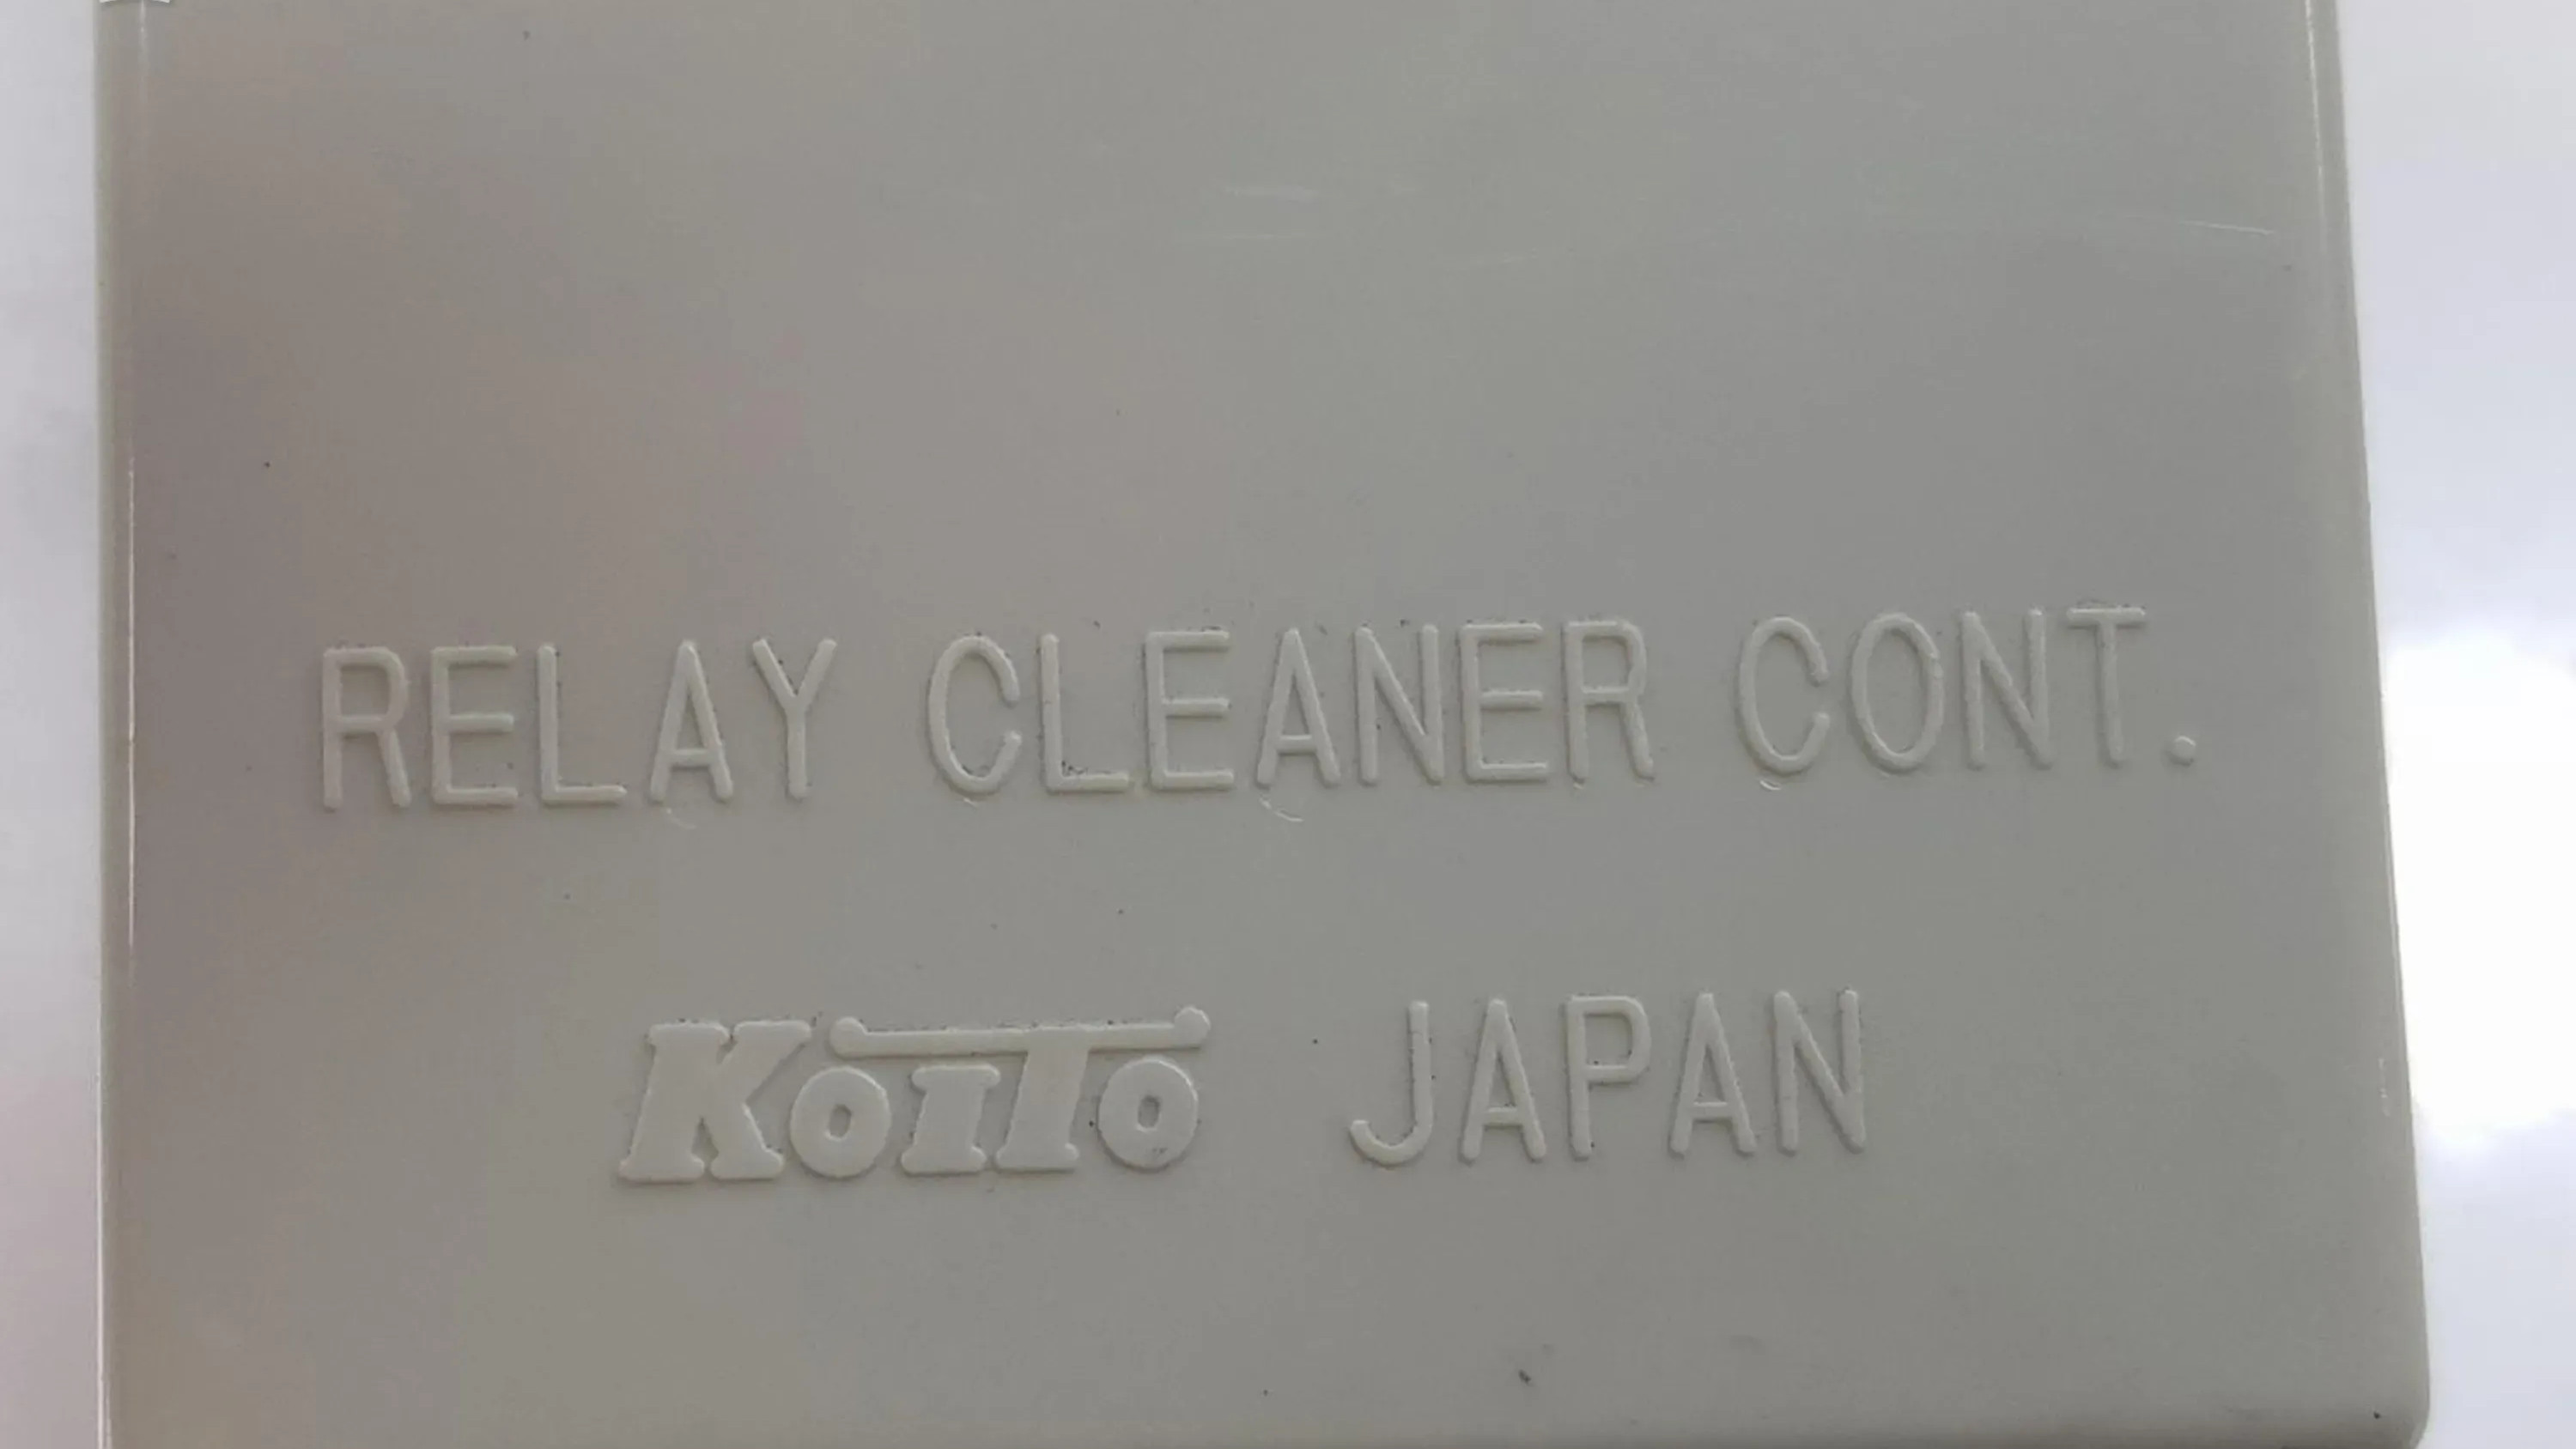 RELAY CLEANER CONT.
KOITO JAPAN